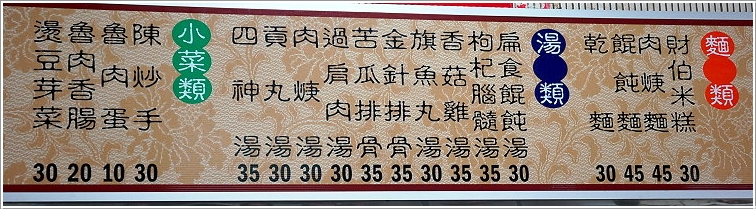 麵類
財伯米糕 30
肉焿麵 45
餛飩麵 45
乾麵 30
湯類
扁食餛飩湯 30
枸杞腦髓湯 35
香菇雞湯 35
旗魚丸湯 30
金針排骨 35
苦瓜排骨 35
過肩肉湯 30
肉焿湯 30
貢丸湯 30
四神湯 35
小菜類
陳炒手 30
魯肉蛋 10
魯肉香腸 20
燙豆芽菜 30